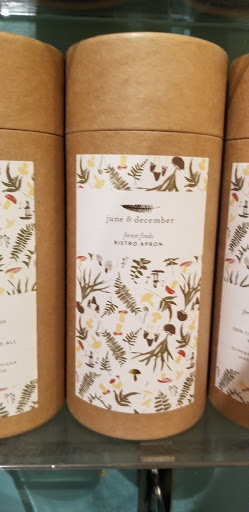 june & december
forest finds
BISTRO APRON